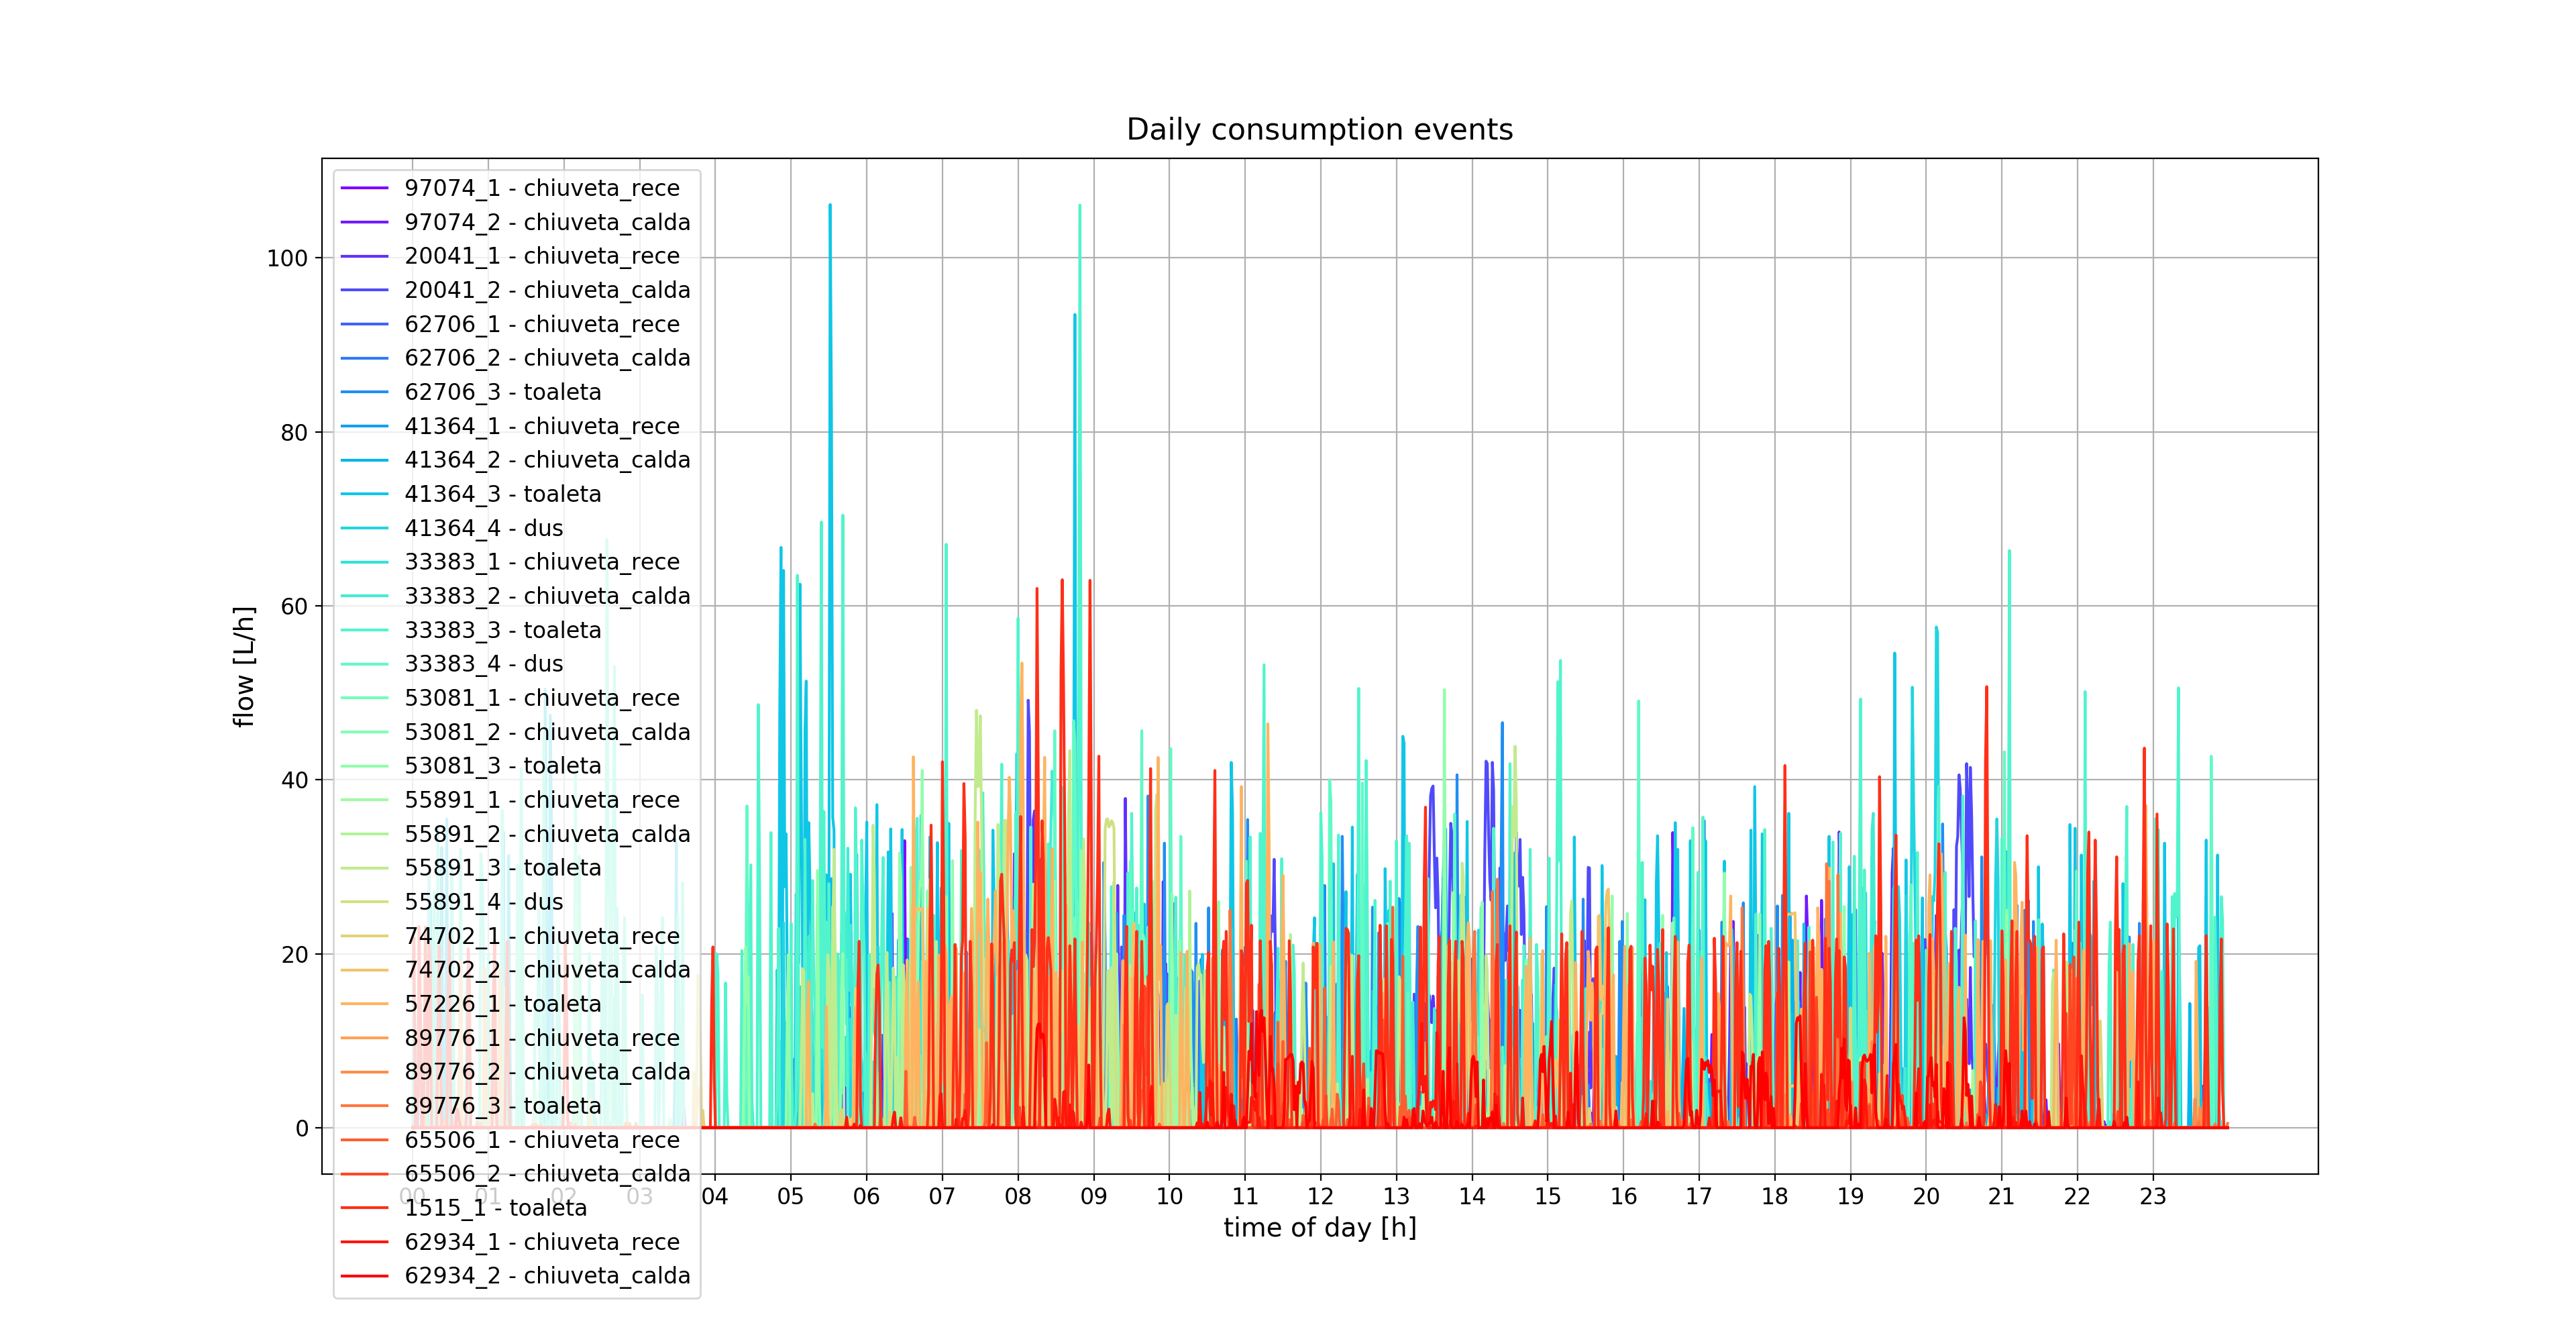 Daily consumption events
97074_1 - chiuveta_rece
97074_2 - chiuveta_calda
20041_1 - chiuveta_rece
20041_2 - chiuveta_calda
62706_1 - chiuveta_rece
62706_2 - chiuveta_calda
62706_3 - toaleta
41364_1 - chiuveta_rece
41364_2 - chiuveta_calda
41364_3 - toaleta
41364_4 - dus
33383_1 - chiuveta_rece
33383_2 - chiuveta_calda
33383_3 - toaleta
33383_4 - dus
53081_1 - chiuveta_rece
53081_2 - chiuveta_calda
53081_3 - toaleta
55891_1 - chiuveta_rece
55891_2 - chiuveta_calda
55891_3 - toaleta
55891_4 - dus
74702_1 - chiuveta_rece
74702_2 - chiuveta_calda
57226_1 - toaleta
89776_1 - chiuveta_rece
89776_2 - chiuveta_calda
89776_3 - toaleta
65506_1 - chiuveta_rece
65506_2 - chiuveta_calda
1515_1 - toaleta
62934_1 - chiuveta_rece
62934_2 - chiuveta_calda
100
80
60
40
20
0
flow [L/h]
00 01 02 03 04 05 06 07 08 09 10 11 12 13 14 15 16 17 18 19 20 21 22 23
time of day [h]